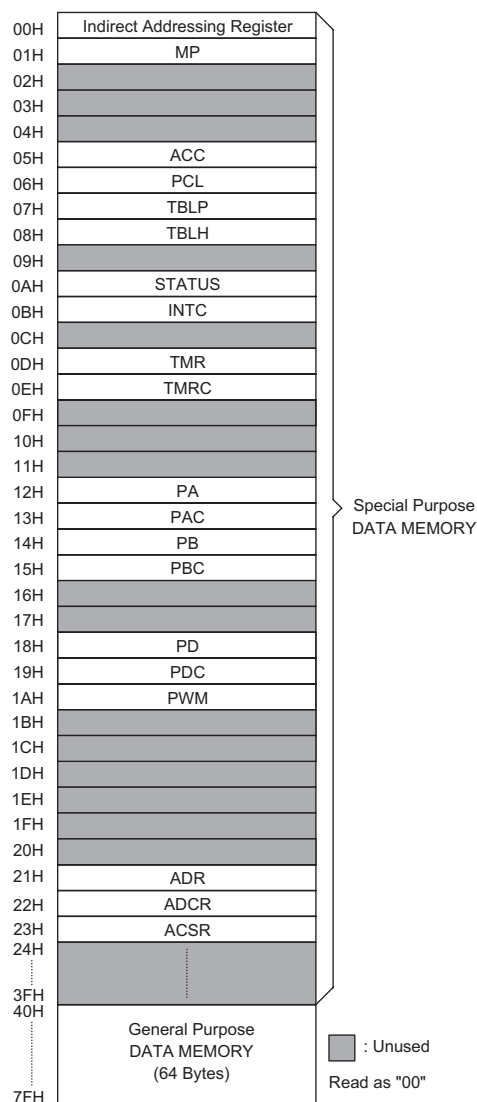 00H Indirect Addressing Register
01H MP
02H
03H
04H
05H ACC
06H PCL
07H TBLP
08H TBLH
09H
0AH STATUS
0BH INTC
0CH
0DH TMR
0EH TMRC
0FH
10H
11H
12H PA
13H PAC
14H PB
15H PBC
16H
17H
18H PD
19H PDC
1AH PWM
1BH
1CH
1DH
1EH
1FH
20H
21H ADR
22H ADCR
23H ACSR
24H
3FH
40H
7FH
Special Purpose
DATA MEMORY
General Purpose
DATA MEMORY
(64 Bytes)
: Unused
Read as "00"